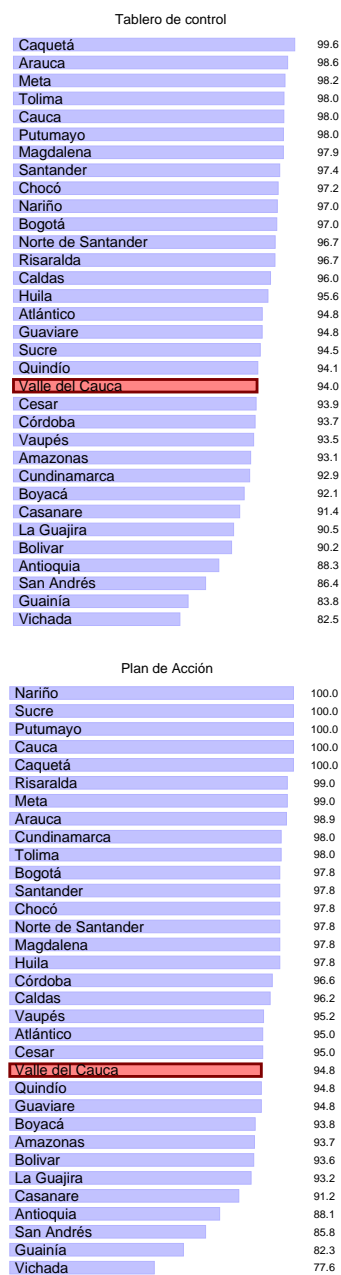 Tablero de control
Caquetá 99.6
Arauca 98.6
Meta 98.2
Tolima 98.0
Cauca 98.0
Putumayo 98.0
Magdalena 97.9
Santander 97.4
Chocó 97.2
Nariño 97.0
Bogotá 97.0
Norte de Santander 96.7
Risaralda 96.7
Caldas 96.0
Huila 95.6
Atlántico 94.8
Guaviare 94.8
Sucre 94.5
Quindío 94.1
Valle del Cauca 94.0
Cesar 93.9
Córdoba 93.7
Vaupés 93.5
Amazonas 93.1
Cundinamarca 92.9
Boyacá 92.1
Casanare 91.4
La Guajira 90.5
Bolivar 90.2
Antioquia 88.3
San Andrés 86.4
Guainía 83.8
Vichada 82.5
Plan de Acción
Nariño 100.0
Sucre 100.0
Putumayo 100.0
Cauca 100.0
Caquetá 100.0
Risaralda 99.0
Meta 99.0
Arauca 98.9
Cundinamarca 98.0
Tolima 98.0
Bogotá 97.8
Santander 97.8
Chocó 97.8
Norte de Santander 97.8
Magdalena 97.8
Huila 97.8
Córdoba 96.6
Caldas 96.2
Vaupés 95.2
Atlántico 95.0
Cesar 95.0
Valle del Cauca 94.8
Quindío 94.8
Guaviare 94.8
Boyacá 93.8
Amazonas 93.7
Bolivar 93.6
La Guajira 93.2
Casanare 91.2
Antioquia 88.1
San Andrés 85.8
Guainía 82.3
Vichada 77.6